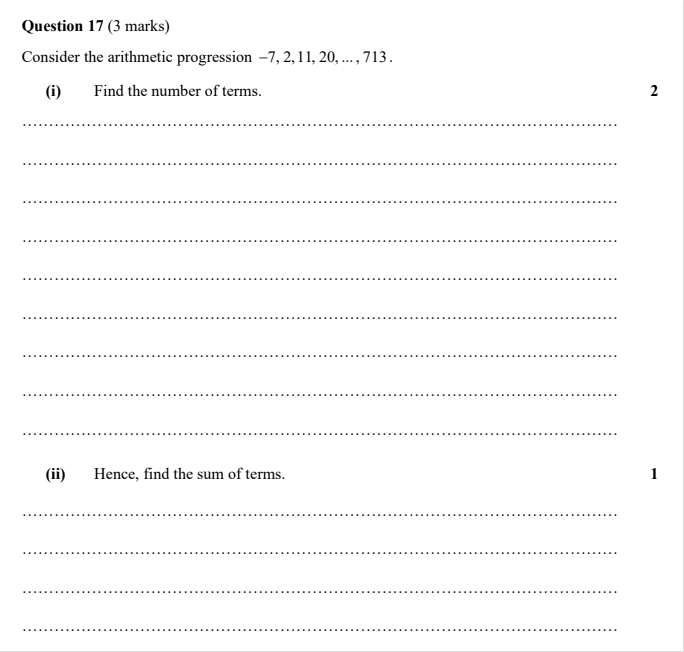 Question 17 (3 marks)
Consider the arithmetic progression −7, 2, 11, 20, ... , 713 .
(i) Find the number of terms. 2
(ii) Hence, find the sum of terms. 1